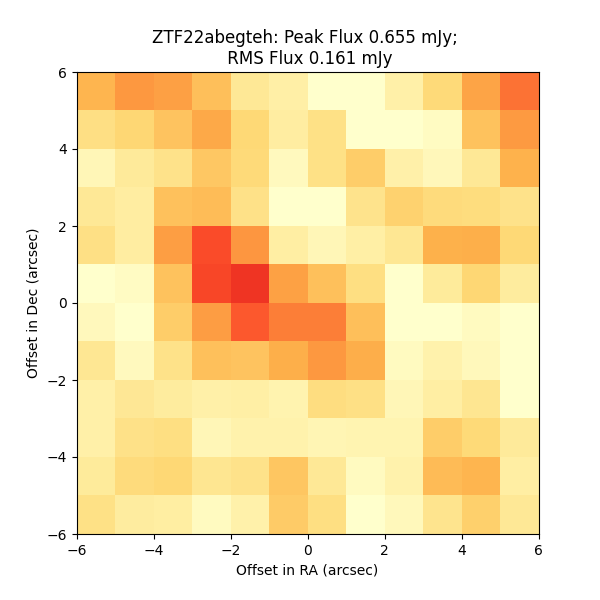 ZTF22abegteh: Peak Flux 0.655 mJy;
RMS Flux 0.161 mJy
6
4
2
0
−2
−4
−6
Offset in Dec (arcsec)
−6 −4 −2 0 2 4 6
Offset in RA (arcsec)